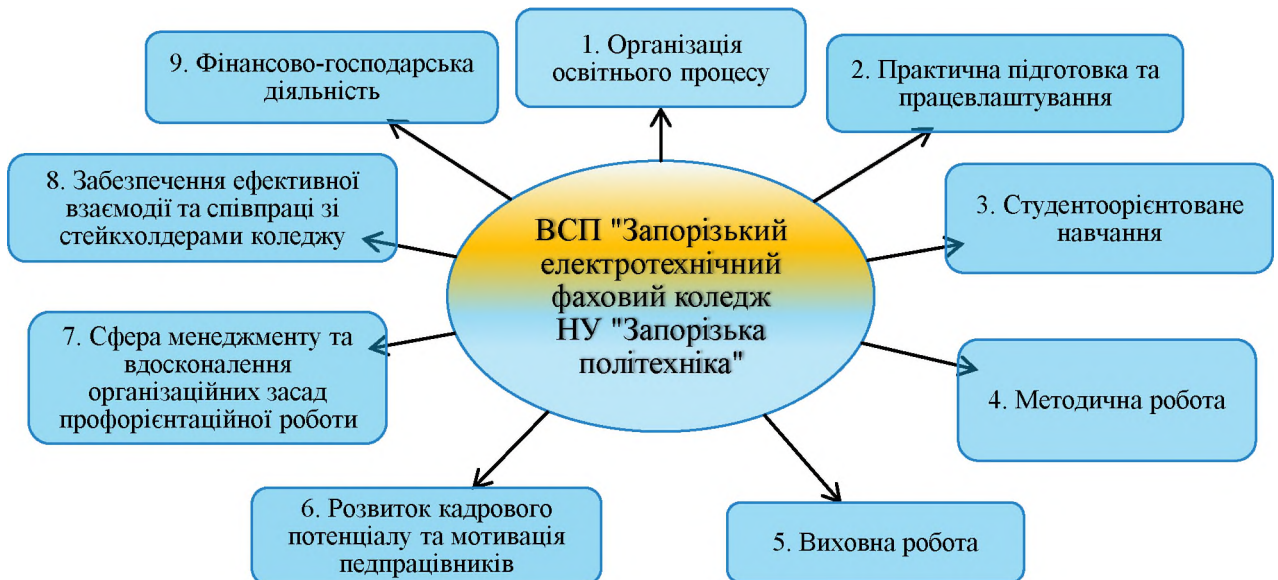 1. Організація
освітнього процесу
2. Практична підготовка та
працевлаштування
3. Студентоорієнтоване
навчання
4. Методична робота
5. Виховна робота
6. Розвиток кадрового
потенціалу та мотивація
педпрацівників
7. Сфера менеджменту та
вдосконалення
організаційних засад
профорієнтаційної роботи
8. Забезпечення ефективної
взаємодії та співпраці зі
стейкхолдерами коледжу
9. Фінансово-господарська
діяльність
ВСП "Запорізький
електротехнічний
фаховий коледж
НУ "Запорізька
політехніка"